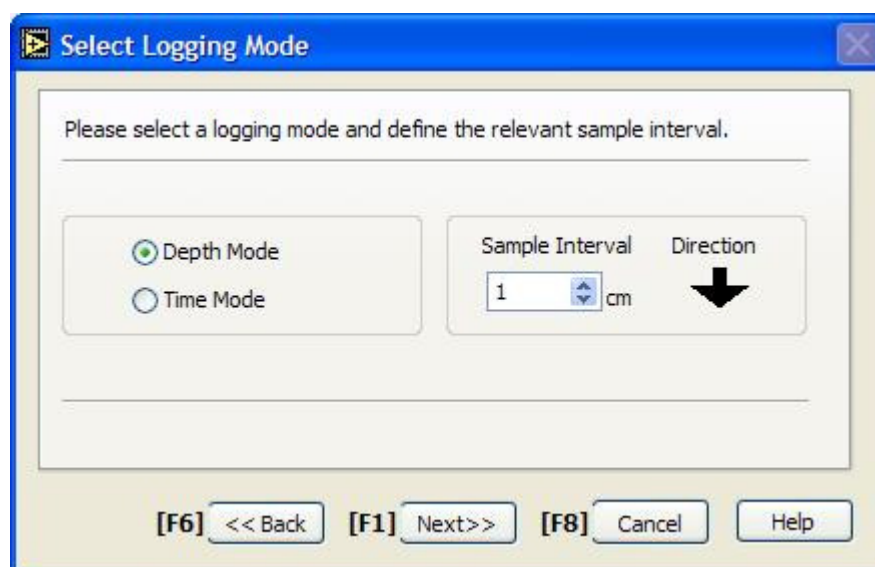 Select Logging Mode
Please select a logging mode and define the relevant sample interval.
Depth Mode
Time Mode
Sample Interval Direction
1 cm
[F6] << Back [F1] Next>> [F8] Cancel Help